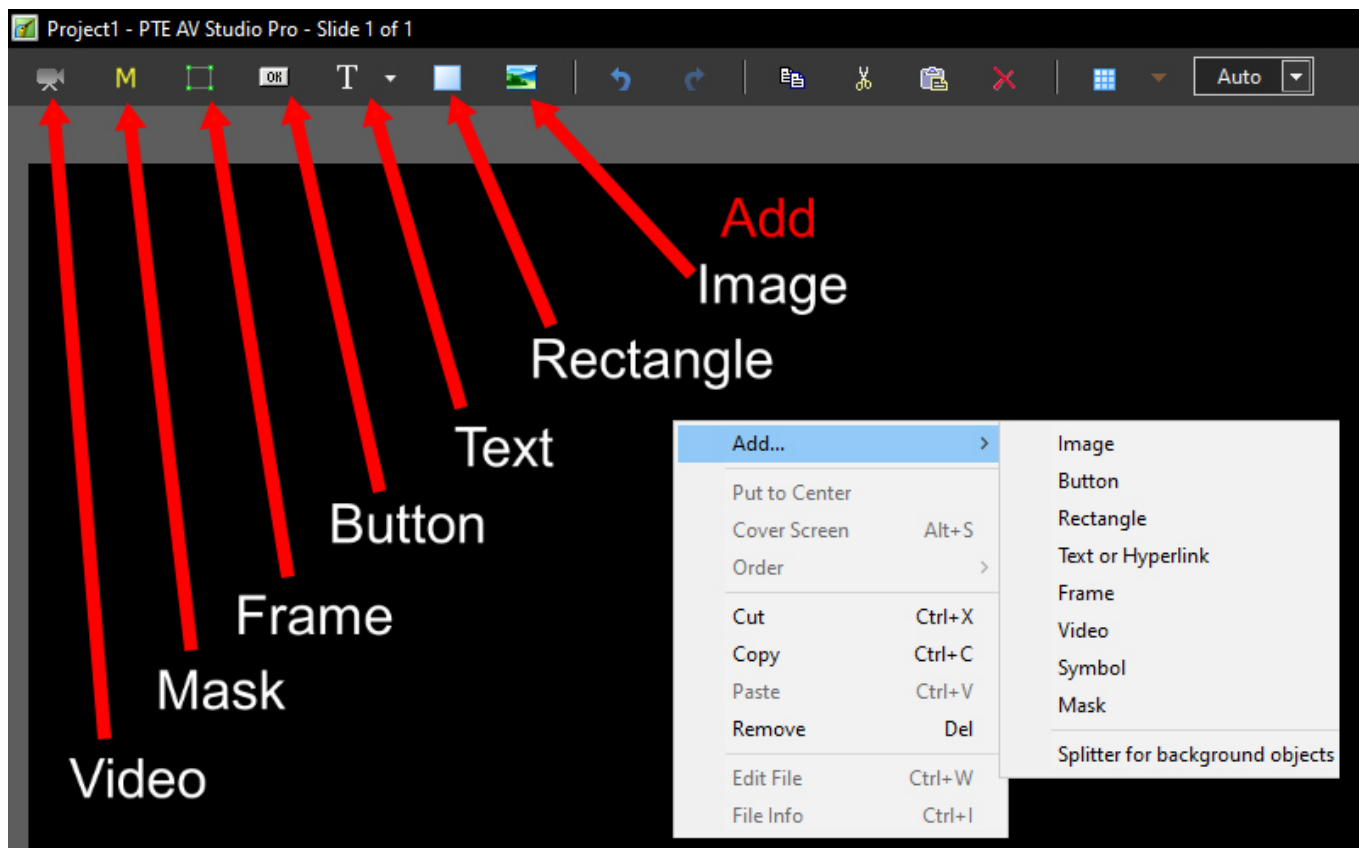 Project1 - PTE AV Studio Pro - Slide 1 of 1
M OK T Auto
Add
Image
Rectangle
Text
Button
Frame
Mask
Video
Add... >
Put to Center
Cover Screen Alt+S
Order >
Cut Ctrl+X
Copy Ctrl+C
Paste Ctrl+V
Remove Del
Edit File Ctrl+W
File Info Ctrl+I
Image
Button
Rectangle
Text or Hyperlink
Frame
Video
Symbol
Mask
Splitter for background objects